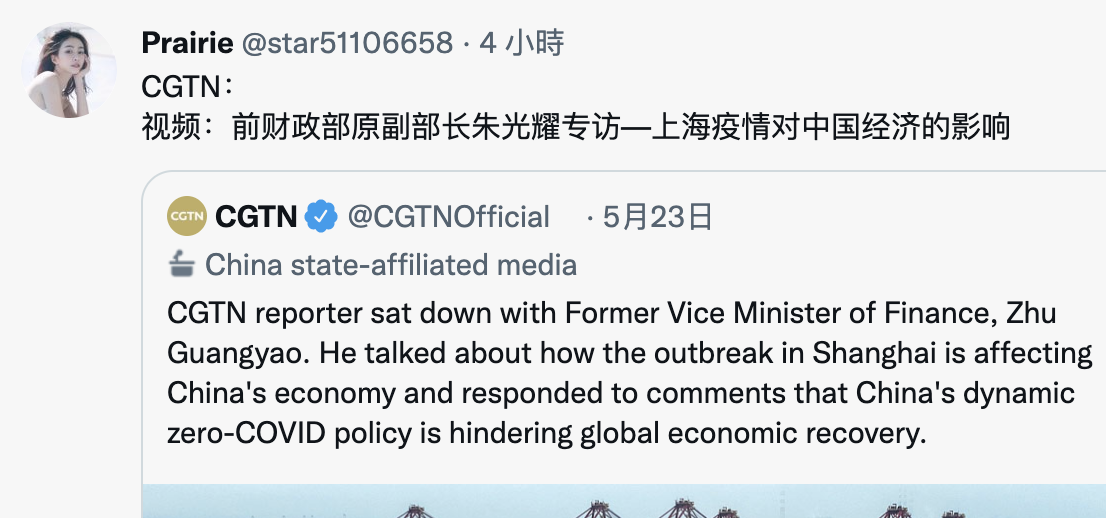 Prairie @star51106658 · 4 小時
CGTN：
视频：前财政部原副部长朱光耀专访—上海疫情对中国经济的影响
CGTN CGTN @CGTNOfficial · 5月23日
China state-affiliated media
CGTN reporter sat down with Former Vice Minister of Finance, Zhu
Guangyao. He talked about how the outbreak in Shanghai is affecting
China's economy and responded to comments that China's dynamic
zero-COVID policy is hindering global economic recovery.